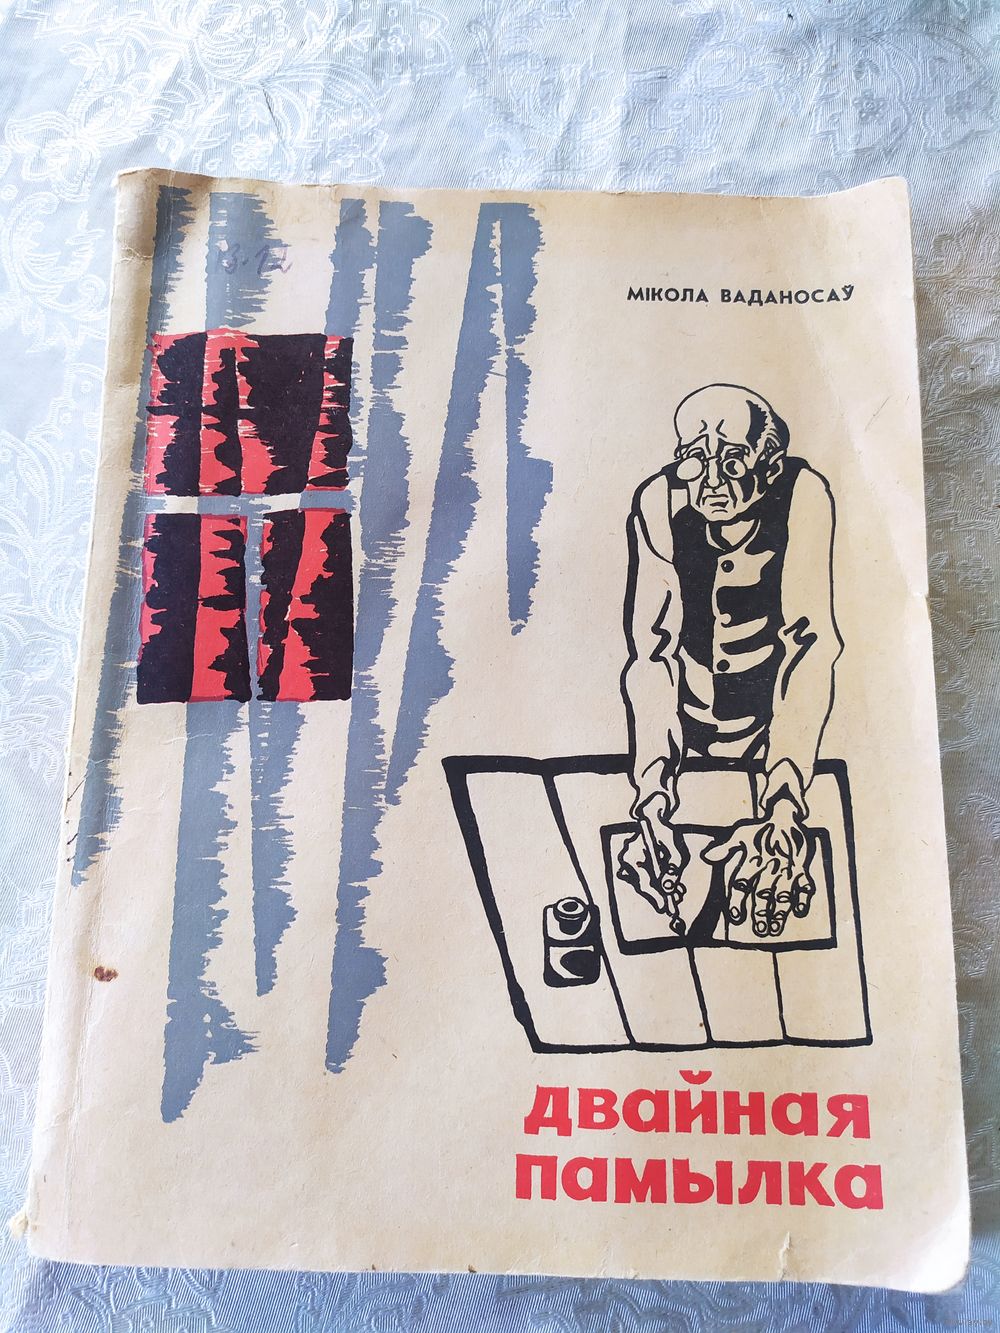 МІКОЛА ВАДАНОСАЎ
двайная
памылка